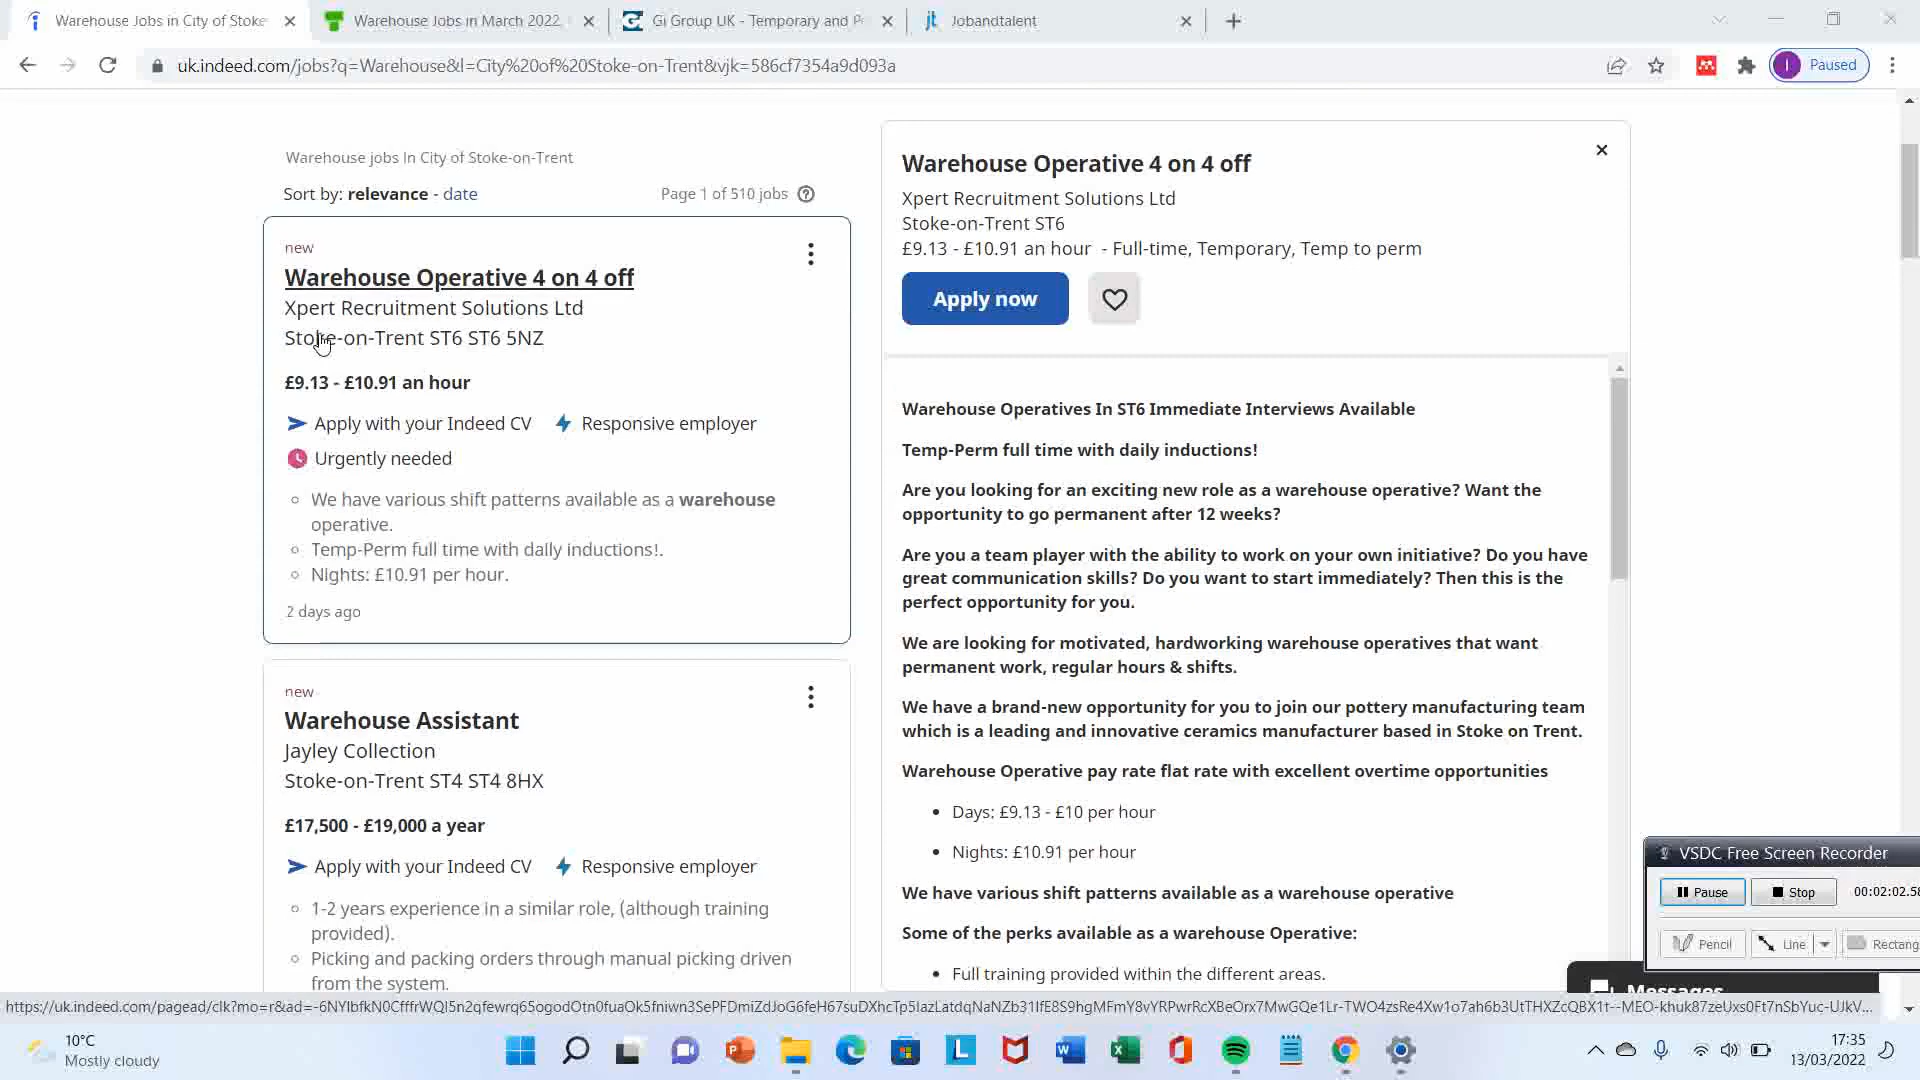 Warehouse Jobs in City of Stoke
Warehouse Jobs in March 2022
Gi Group UK - Temporary and P
Jobandtalent
uk.indeed.com/jobs?q=Warehouse&l=City%20of%20Stoke-on-Trent&vjk=586cf7354a9d093a
I
Paused
Warehouse jobs In City of Stoke-on-Trent
Sort by: relevance - date
Page 1 of 510 jobs
new
Warehouse Operative 4 on 4 off
Xpert Recruitment Solutions Ltd
Stoke-on-Trent ST6 ST6 5NZ
£9.13 - £10.91 an hour
Apply with your Indeed CV
Responsive employer
Urgently needed
We have various shift patterns available as a warehouse
operative.
Temp-Perm full time with daily inductions!.
Nights: £10.91 per hour.
2 days ago
new
Warehouse Assistant
Jayley Collection
Stoke-on-Trent ST4 ST4 8HX
£17,500 - £19,000 a year
Apply with your Indeed CV
Responsive employer
1-2 years experience in a similar role, (although training
provided).
Picking and packing orders through manual picking driven
from the system.
Warehouse Operative 4 on 4 off
Xpert Recruitment Solutions Ltd
Stoke-on-Trent ST6
£9.13 - £10.91 an hour - Full-time, Temporary, Temp to perm
Apply now
Warehouse Operatives In ST6 Immediate Interviews Available
Temp-Perm full time with daily inductions!
Are you looking for an exciting new role as a warehouse operative? Want the
opportunity to go permanent after 12 weeks?
Are you a team player with the ability to work on your own initiative? Do you have
great communication skills? Do you want to start immediately? Then this is the
perfect opportunity for you.
We are looking for motivated, hardworking warehouse operatives that want
permanent work, regular hours & shifts.
We have a brand-new opportunity for you to join our pottery manufacturing team
which is a leading and innovative ceramics manufacturer based in Stoke on Trent.
Warehouse Operative pay rate flat rate with excellent overtime opportunities
Days: £9.13 - £10 per hour
Nights: £10.91 per hour
We have various shift patterns available as a warehouse operative
Some of the perks available as a warehouse Operative:
Full training provided within the different areas.
VSDC Free Screen Recorder
Pause
Stop
00:02:02.58
Pencil
Line
Rectang
Messages
10°C
Mostly cloudy
17:35
13/03/2022